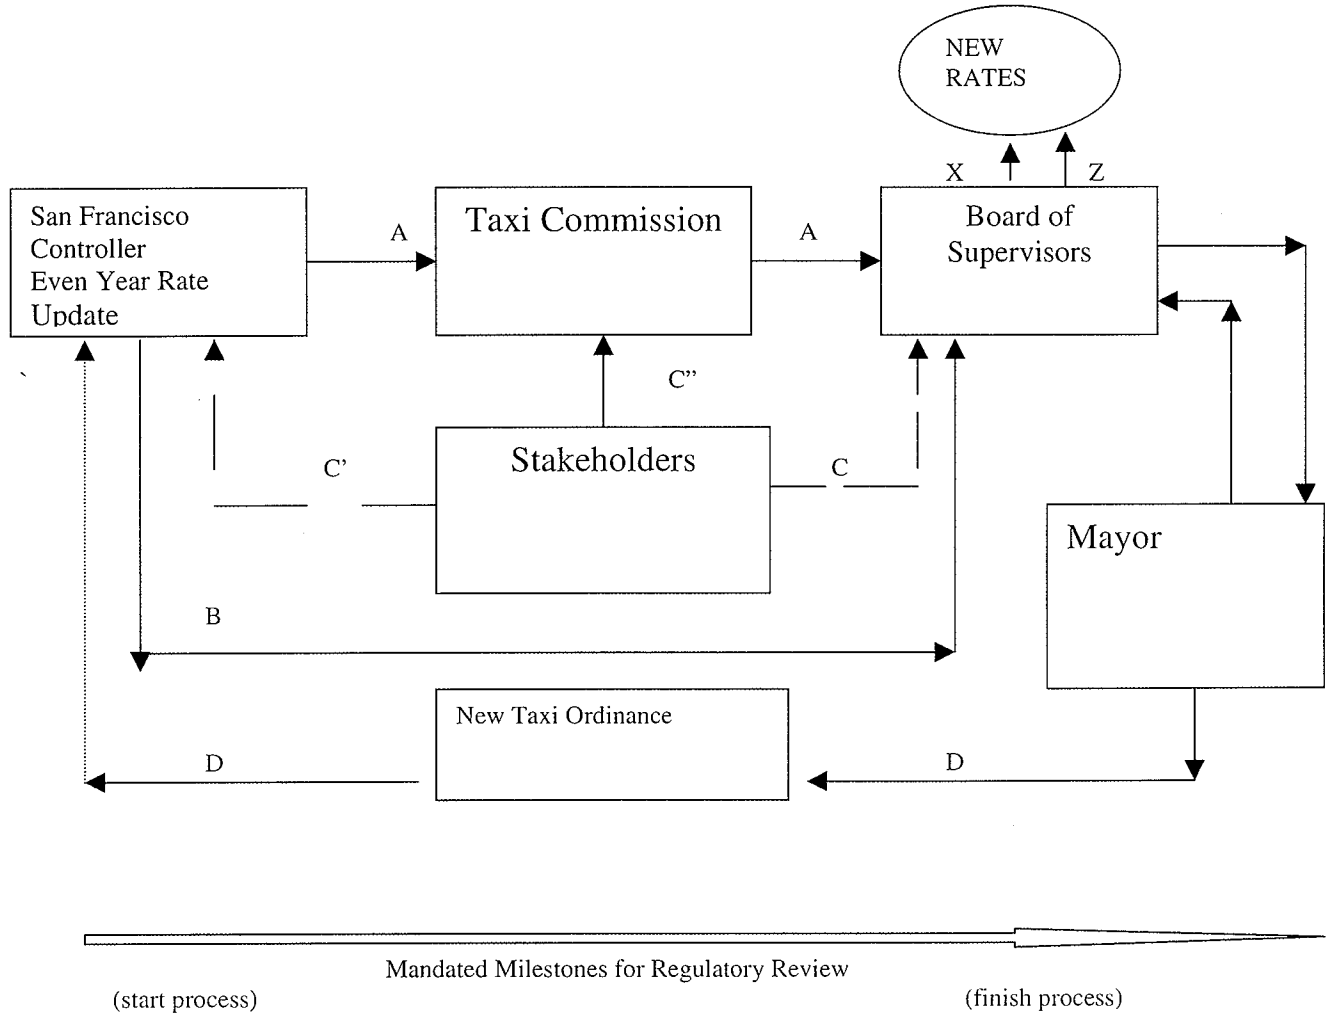 NEW
RATES
X
Z
San Francisco
Controller
Even Year Rate
Update
A
Taxi Commission
A
Board of
Supervisors
C”
C’
Stakeholders
C
Mayor
B
New Taxi Ordinance
D
D
Mandated Milestones for Regulatory Review
(start process)
(finish process)